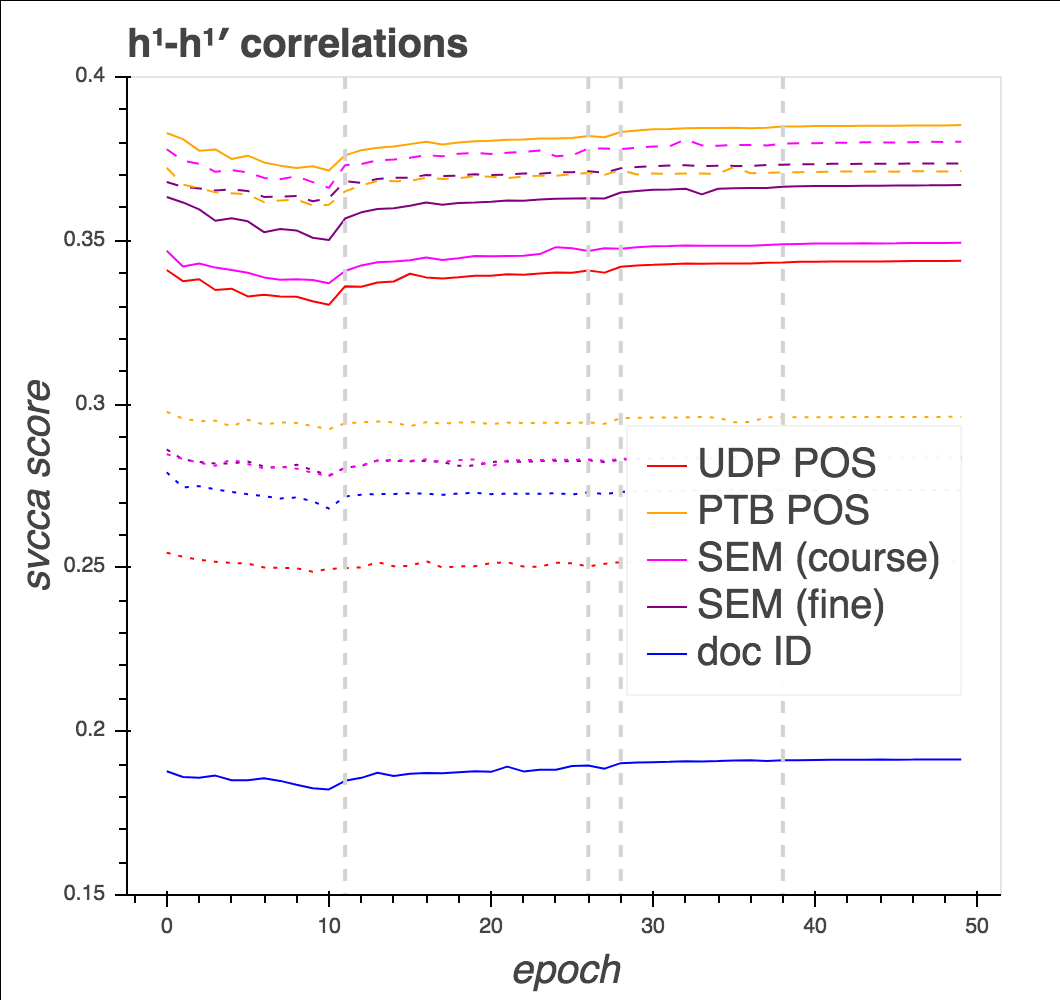 h¹-h¹′ correlations
0.4
0.35
0.3
0.25
0.2
0.15
svcca score
UDP POS
PTB POS
SEM (course)
SEM (fine)
doc ID
0 10 20 30 40 50
epoch